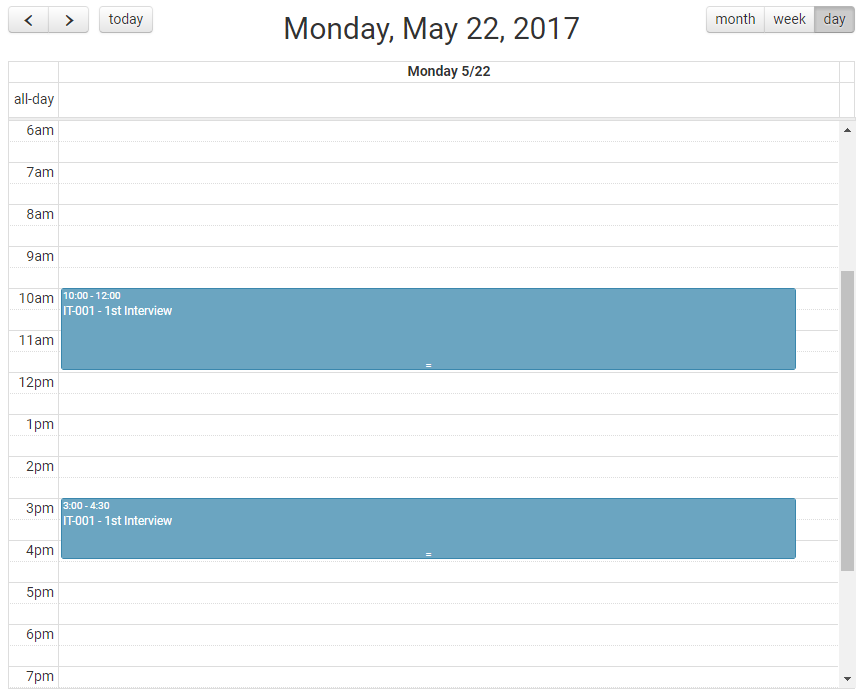 today
Monday, May 22, 2017
month week day
Monday 5/22
all-day
6am
7am
8am
9am
10am
10:00 - 12:00
IT-001 - 1st Interview
11am
12pm
1pm
2pm
3pm
3:00 - 4:30
IT-001 - 1st Interview
4pm
5pm
6pm
7pm